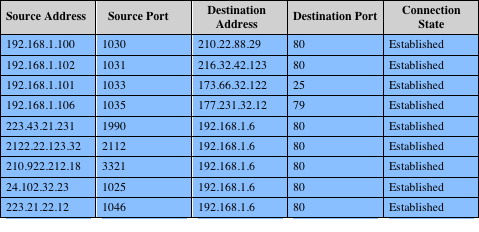 Source Address Source Port Destination Address Destination Port Connection State
192.168.1.100 1030 210.22.88.29 80 Established
192.168.1.102 1031 216.32.42.123 80 Established
192.168.1.101 1033 173.66.32.122 25 Established
192.168.1.106 1035 177.231.32.12 79 Established
223.43.21.231 1990 192.168.1.6 80 Established
2122.22.123.32 2112 192.168.1.6 80 Established
210.922.212.18 3321 192.168.1.6 80 Established
24.102.32.23 1025 192.168.1.6 80 Established
223.21.22.12 1046 192.168.1.6 80 Established